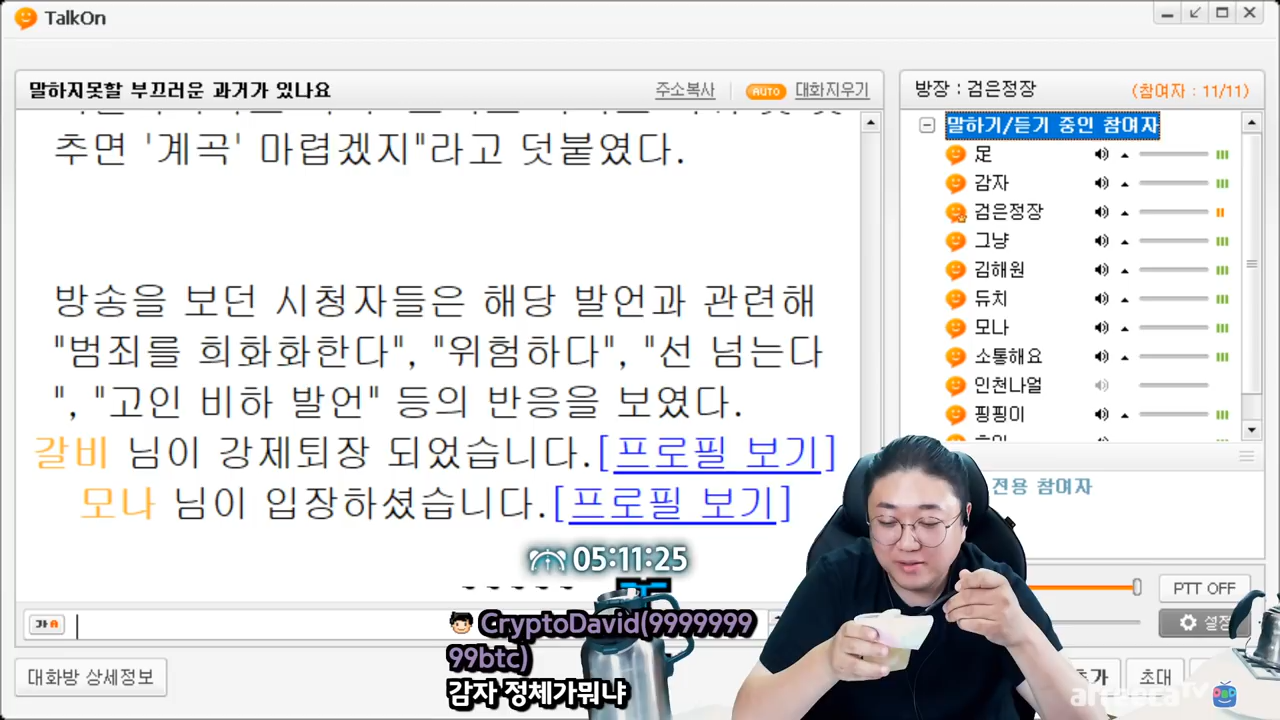 TalkOn
말하지못할 부끄러운 과거가 있나요
주소복사
AUTO
대화지우기
추면 '계곡' 마렵겠지"라고 덧붙였다.
방송을 보던 시청자들은 해당 발언과 관련해
"범죄를 희화화한다", "위험하다", "선 넘는다
", "고인 비하 발언" 등의 반응을 보였다.
갈비 님이 강제퇴장 되었습니다.[프로필 보기]
모나 님이 입장하셨습니다.[프로필 보기]
05:11:25
가
CryptoDavid(9999999
99btc)
감자 정체가뭐냐
대화방 상세정보
방장 : 검은정장
(참여자 : 11/11)
말하기/듣기 중인 참여자
足
감자
검은정장
그냥
김해원
듀치
모나
소통해요
인천나얼
핑핑이
전용 참여자
PTT OFF
설정
추가
초대
afreecaTV